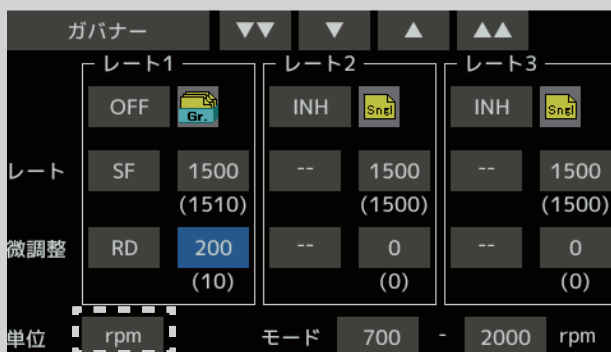 ガバナー ▼▼ ▼ ▲ ▲▲
レート1 レート2 レート3
OFF Gr. INH Sngl INH Sngl
レート SF 1500 -- 1500 -- 1500
(1510) (1500) (1500)
微調整 RD 200 -- 0 -- 0
(10) (0) (0)
単位 rpm モード 700 - 2000 rpm